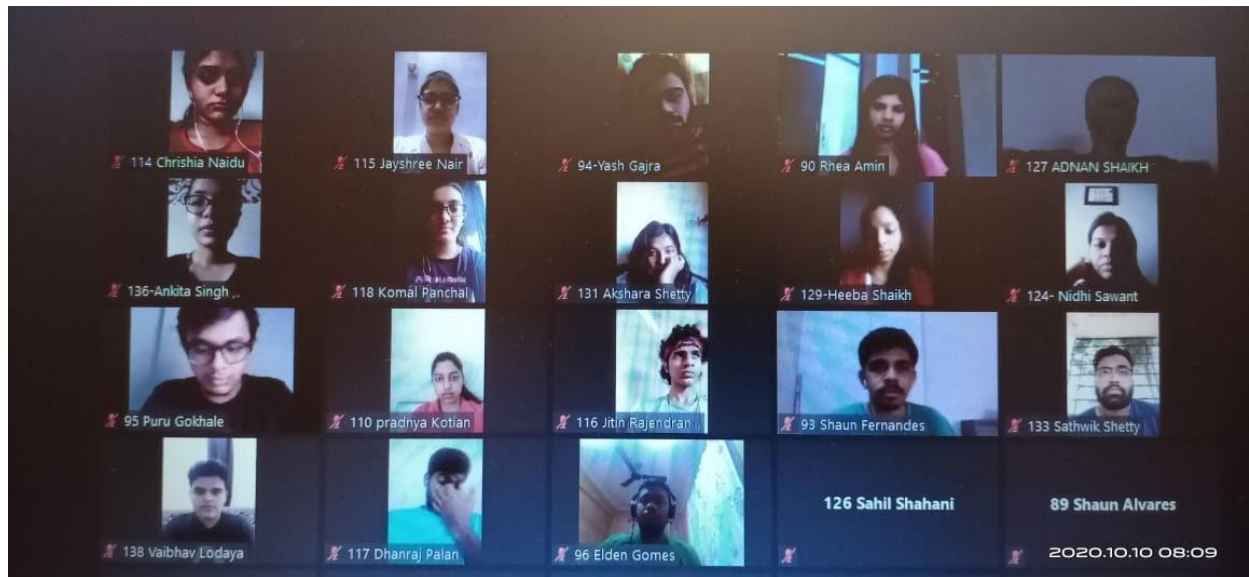 114 Chrishia Naidu
115 Jayshree Nair
94-Yash Gajra
90 Rhea Amin
127 ADNAN SHAIKH
136-Ankita Singh ..
118 Komal Panchal
131 Akshara Shetty
129-Heeba Shaikh
124- Nidhi Sawant
95 Puru Gokhale
110 pradnya Kotian
116 Jitin Rajendran...
93 Shaun Fernandes
133 Sathwik Shetty
138 Vaibhav Lodaya
117 Dhanraj Palan
96 Elden Gomes
126 Sahil Shahani
89 Shaun Alvares
2020.10.10 08:09